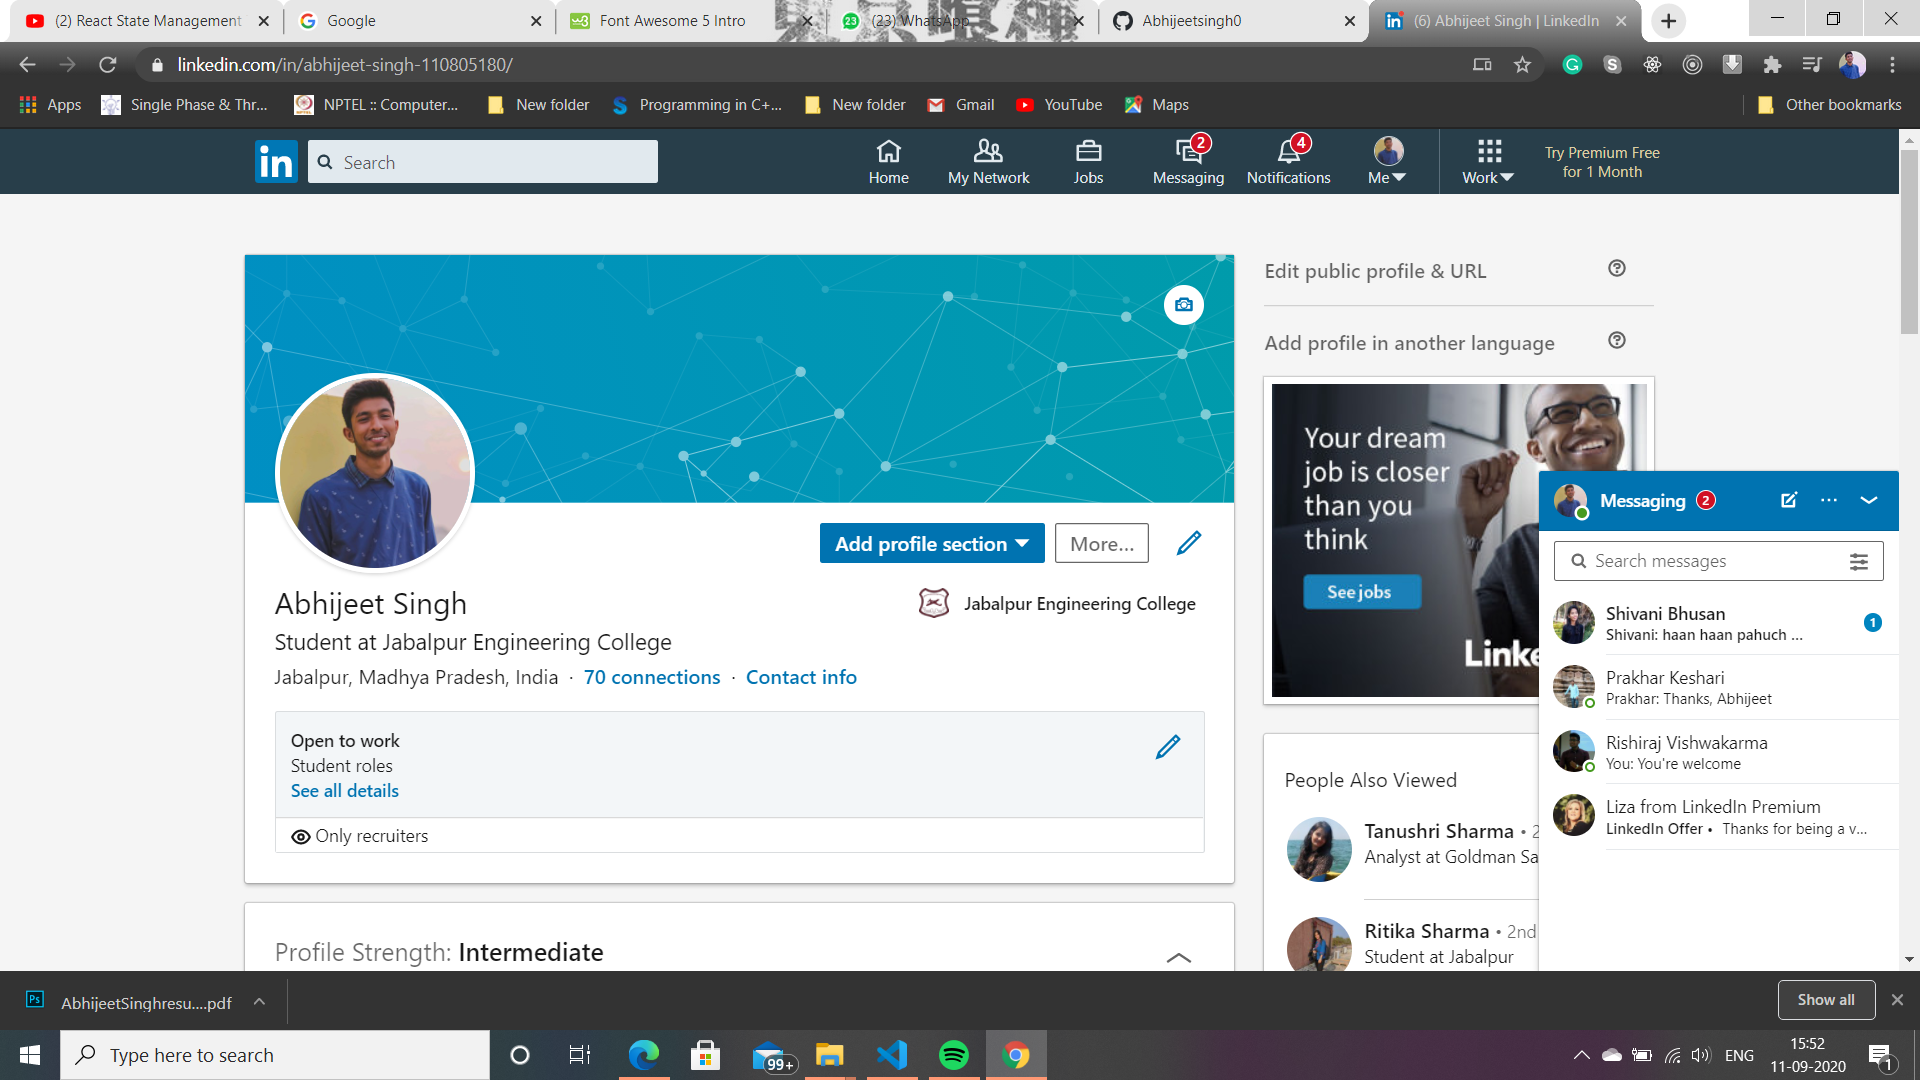 (2) React State Management
Google
Font Awesome 5 Intro
23
(23) WhatsApp
Abhijeetsingh0
(6) Abhijeet Singh | LinkedIn
linkedin.com/in/abhijeet-singh-110805180/
Apps
Single Phase & Thr...
NPTEL :: Computer...
New folder
Programming in C+...
New folder
Gmail
YouTube
Maps
Other bookmarks
in
Search
Home
My Network
Jobs
2
Messaging
4
Notifications
Me
Work
Try Premium Free
for 1 Month
Add profile section
More...
Abhijeet Singh
Jabalpur Engineering College
Student at Jabalpur Engineering College
Jabalpur, Madhya Pradesh, India · 70 connections · Contact info
Open to work
Student roles
See all details
Only recruiters
Profile Strength: Intermediate
Edit public profile & URL
Add profile in another language
Your dream
job is closer
than you
think
See jobs
Linke
People Also Viewed
Tanushri Sharma • 2
Analyst at Goldman Sa
Ritika Sharma • 2nd
Student at Jabalpur
Messaging 2
Search messages
Shivani Bhusan
Shivani: haan haan pahuch ...
1
Prakhar Keshari
Prakhar: Thanks, Abhijeet
Rishiraj Vishwakarma
You: You're welcome
Liza from LinkedIn Premium
LinkedIn Offer • Thanks for being a v...
Ps
AbhijeetSinghresu....pdf
Show all
Type here to search
99+
ENG
15:52
11-09-2020
1